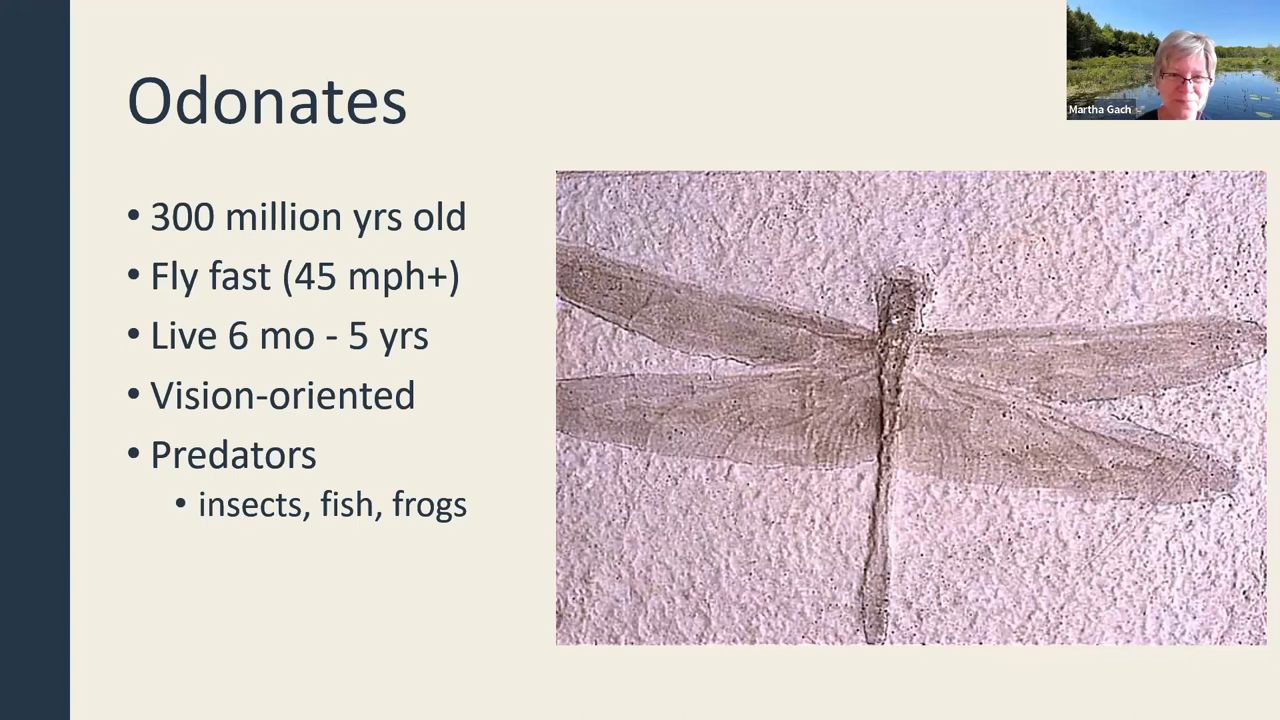 Odonates
• 300 million yrs old
• Fly fast (45 mph+)
• Live 6 mo - 5 yrs
• Vision-oriented
• Predators
• insects, fish, frogs
Martha Gach